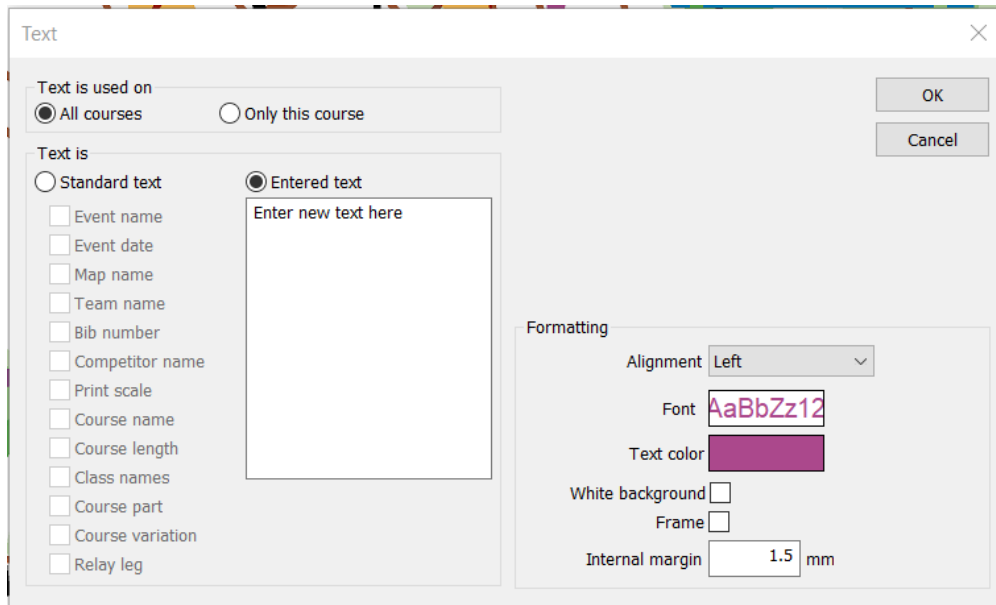 Text
Text is used on
All courses
Only this course
OK
Cancel
Text is
Standard text
Entered text
Event name
Event date
Map name
Team name
Bib number
Competitor name
Print scale
Course name
Course length
Class names
Course part
Course variation
Relay leg
Enter new text here
Formatting
Alignment Left
Font AaBbZz12
Text color
White background
Frame
Internal margin 1.5 mm